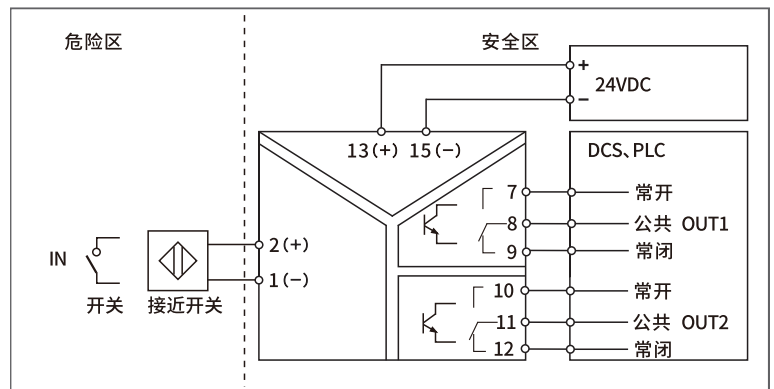 危险区
安全区
+
24VDC
−
13(+) 15(−)
DCS、PLC
7 常开
8 公共 OUT1
9 常闭
IN
2(+)
1(−)
开关 接近开关
10 常开
11 公共 OUT2
12 常闭